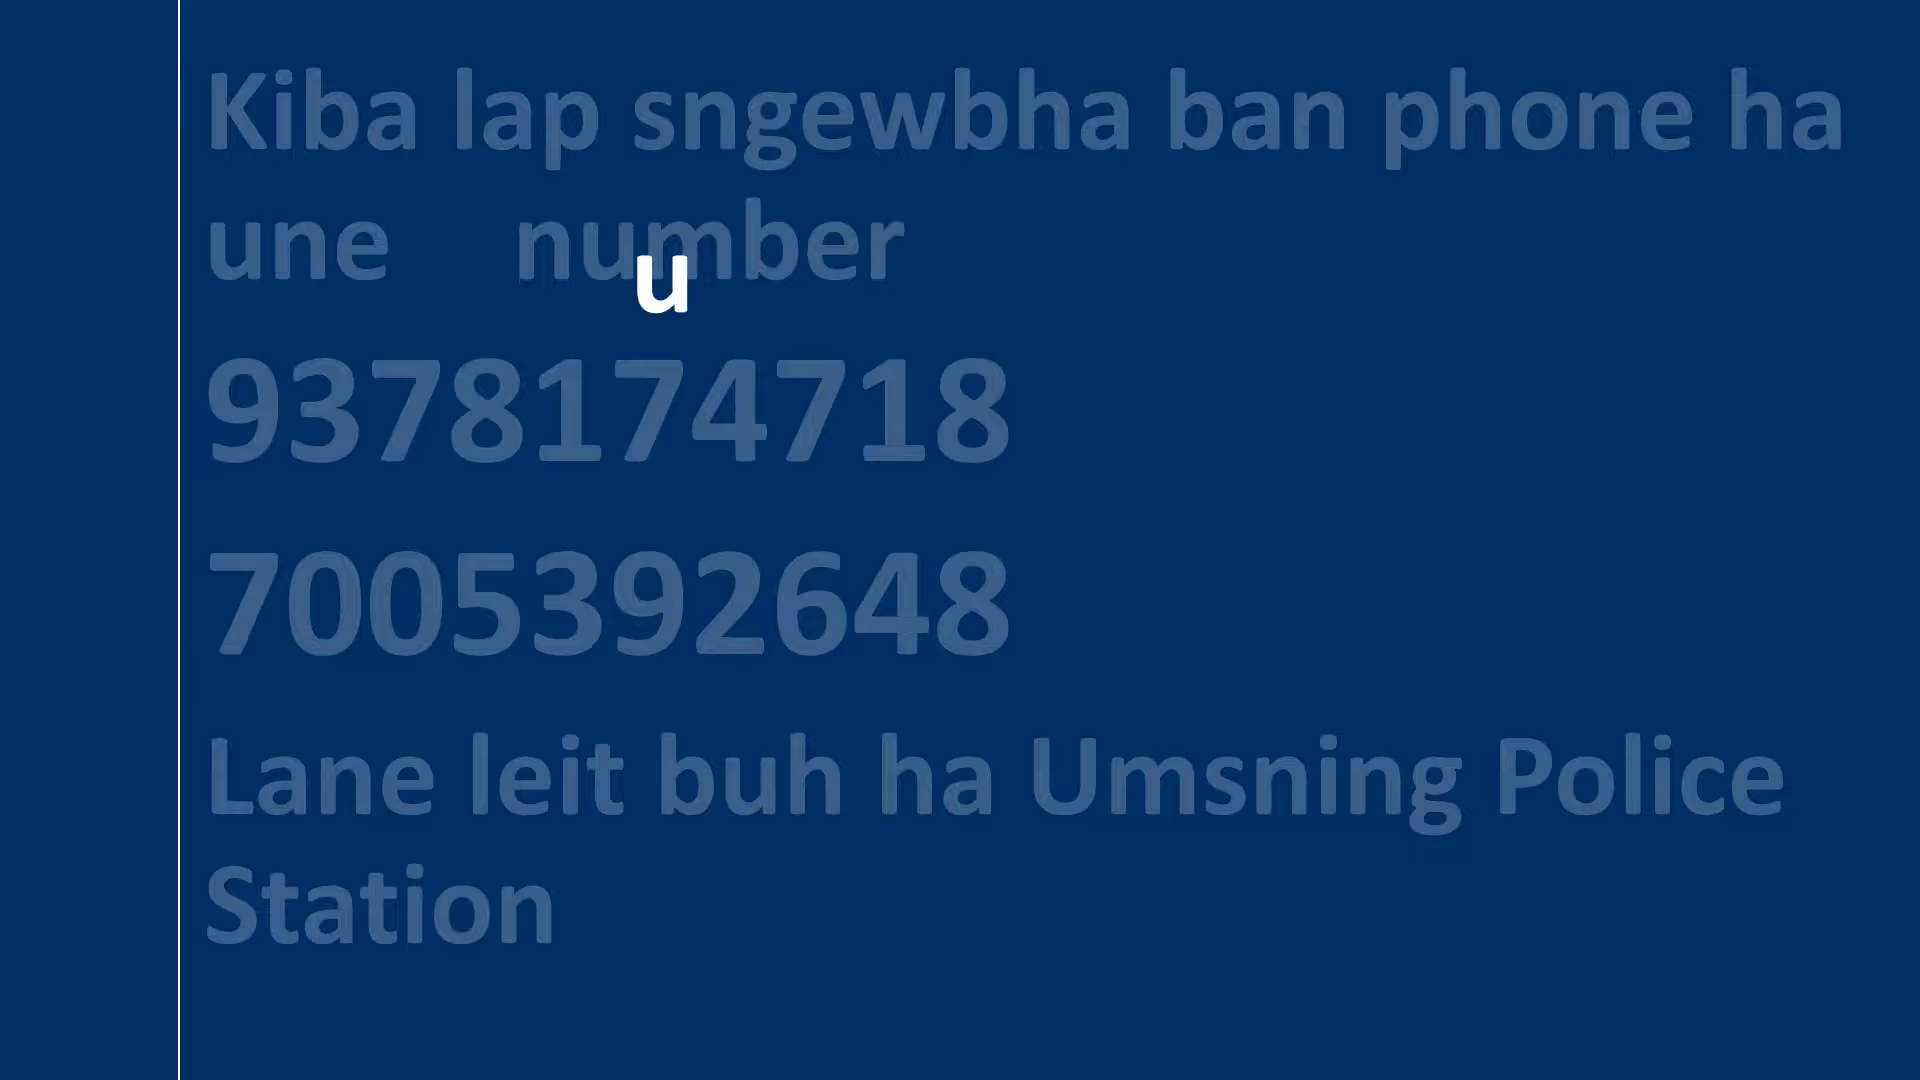 Kiba lap sngewbha ban phone ha
une number
u
9378174718
7005392648
Lane leit buh ha Umsning Police
Station